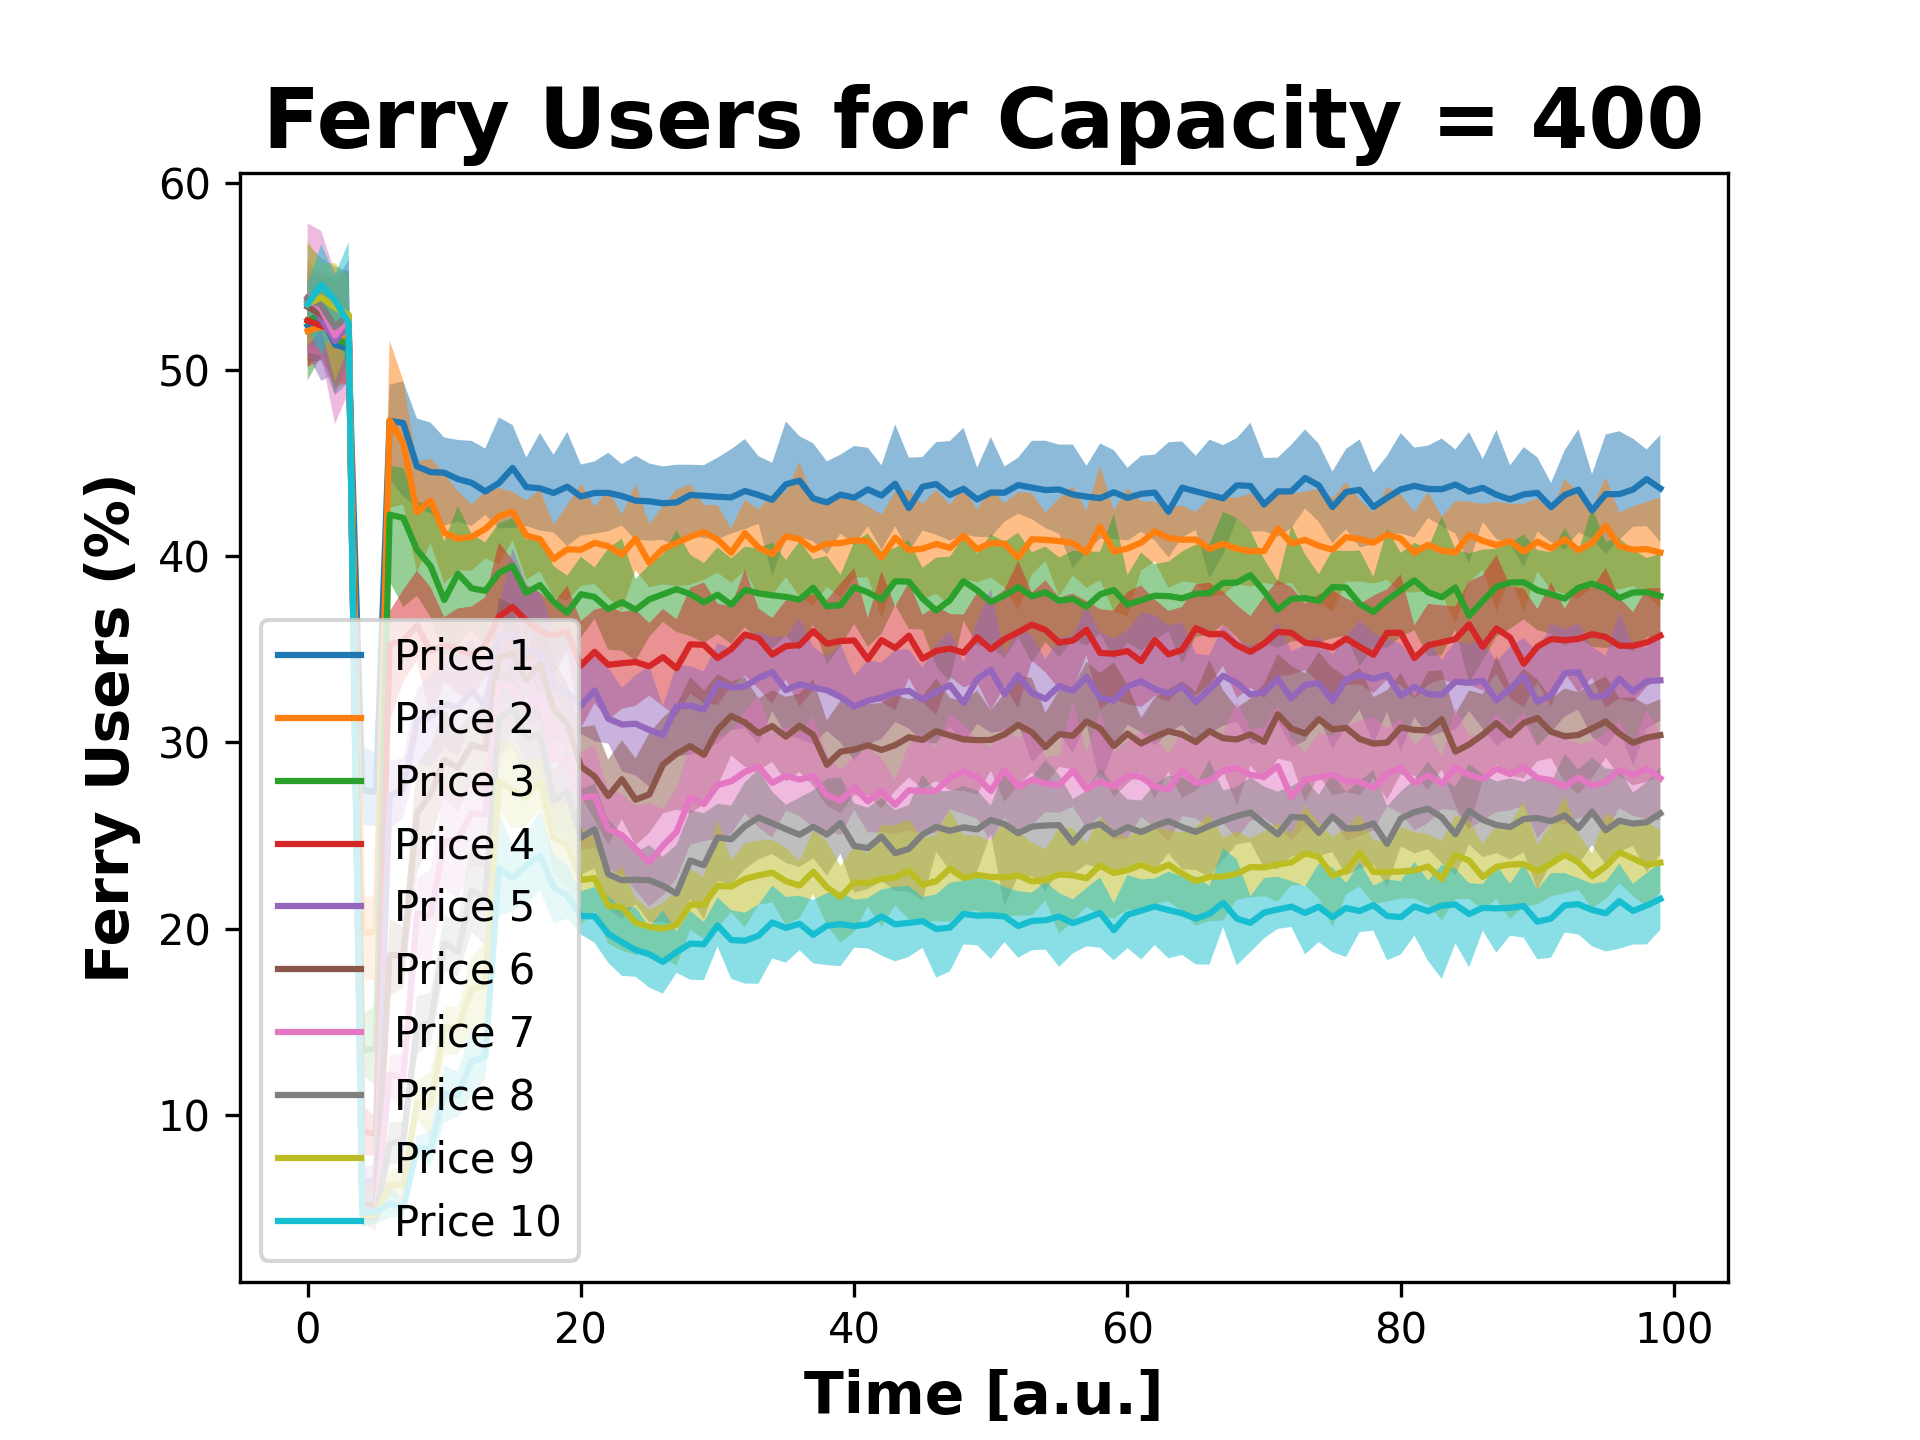 Ferry Users for Capacity = 400
Ferry Users (%)
60
50
40
30
20
10
Price 1
Price 2
Price 3
Price 4
Price 5
Price 6
Price 7
Price 8
Price 9
Price 10
0 20 40 60 80 100
Time [a.u.]